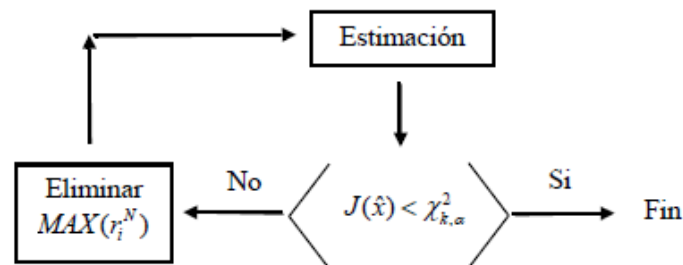 Estimación
Eliminar
MAX(r_i^N)
No
J(x̂) < χ²_{k,α}
Si
Fin